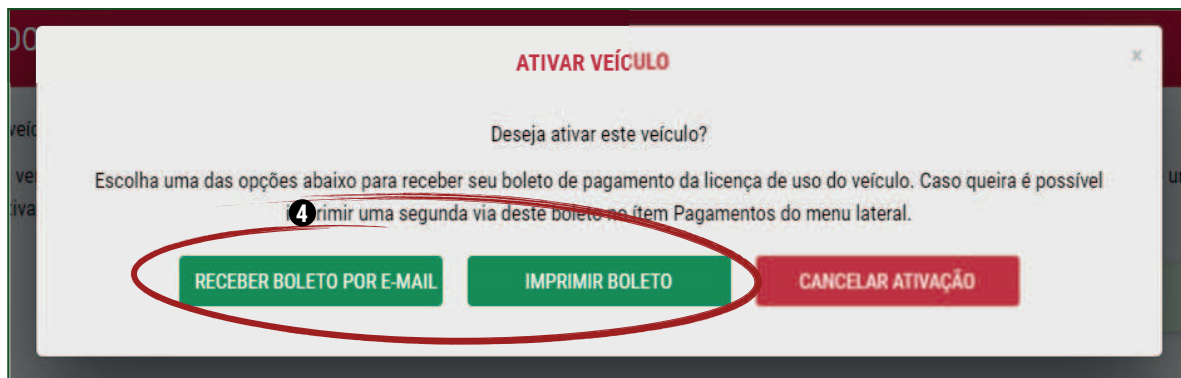 DO
ATIVAR VEÍCULO
x
Deseja ativar este veículo?
Escolha uma das opções abaixo para receber seu boleto de pagamento da licença de uso do veículo. Caso queira é possível
4 rimir uma segunda via deste boleto no ítem Pagamentos do menu lateral.
RECEBER BOLETO POR E-MAIL IMPRIMIR BOLETO CANCELAR ATIVAÇÃO